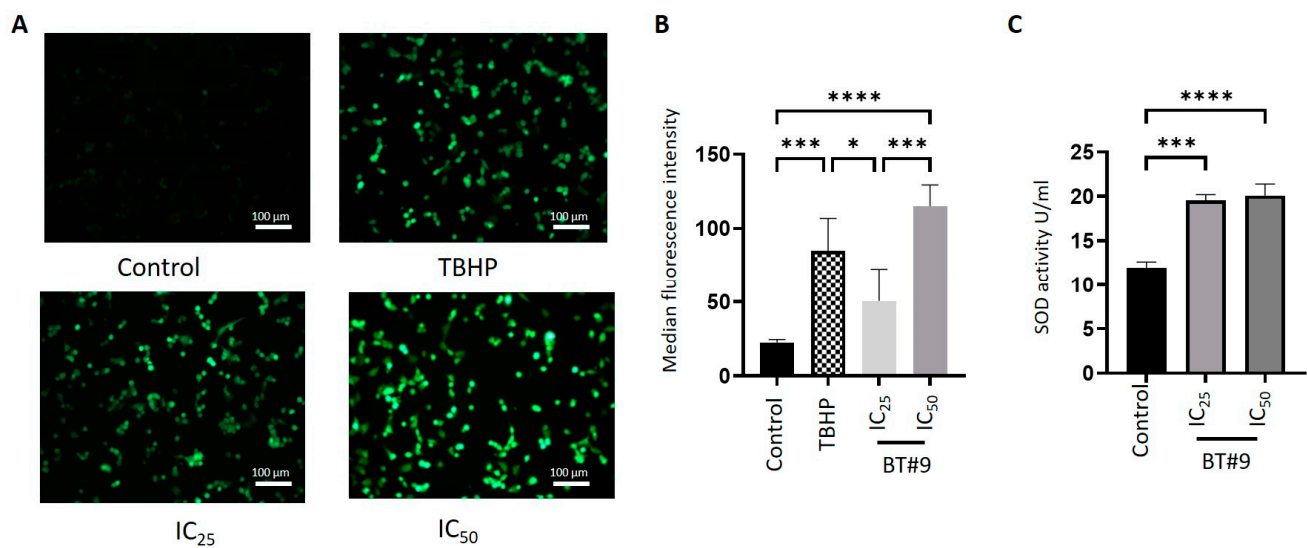 A
100 µm
100 µm
Control
TBHP
100 µm
100 µm
IC25
IC50
B
Median fluorescence intensity
****
*** * ***
150
100
50
0
Control
TBHP
IC25
IC50
BT#9
C
SOD activity U/ml
****
***
25
20
15
10
5
0
Control
IC25
IC50
BT#9